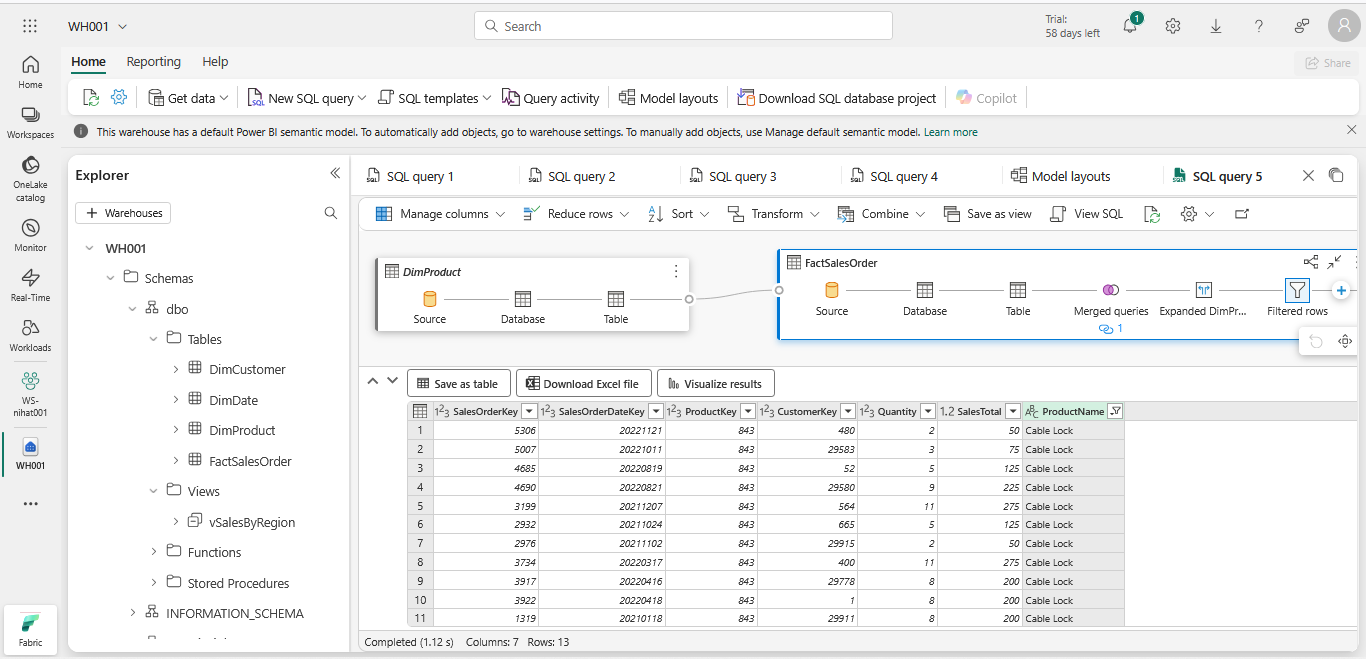 WH001
Search
Trial:
58 days left
1
Home Reporting Help
Share
Get data New SQL query SQL templates Query activity Model layouts Download SQL database project Copilot
This warehouse has a default Power BI semantic model. To automatically add objects, go to warehouse settings. To manually add objects, use Manage default semantic model. Learn more
Home
Workspaces
OneLake
catalog
Monitor
Real-Time
Workloads
WS-
nihat001
WH001
Fabric
Explorer
+ Warehouses
WH001
Schemas
dbo
Tables
DimCustomer
DimDate
DimProduct
FactSalesOrder
Views
vSalesByRegion
Functions
Stored Procedures
INFORMATION_SCHEMA
SQL query 1 SQL query 2 SQL query 3 SQL query 4 Model layouts SQL query 5
Manage columns Reduce rows Sort Transform Combine Save as view View SQL
DimProduct
Source Database Table
FactSalesOrder
Source Database Table Merged queries Expanded DimPr... Filtered rows
1
Save as table Download Excel file Visualize results
123 SalesOrderKey 123 SalesOrderDateKey 123 ProductKey 123 CustomerKey 123 Quantity 1.2 SalesTotal ABC ProductName
1 5306 20221121 843 480 2 50 Cable Lock
2 5007 20221011 843 29583 3 75 Cable Lock
3 4685 20220819 843 52 5 125 Cable Lock
4 4690 20220821 843 29580 9 225 Cable Lock
5 3199 20211207 843 564 11 275 Cable Lock
6 2932 20211024 843 665 5 125 Cable Lock
7 2976 20211102 843 29915 2 50 Cable Lock
8 3734 20220317 843 400 11 275 Cable Lock
9 3917 20220416 843 29778 8 200 Cable Lock
10 3922 20220418 843 1 8 200 Cable Lock
11 1319 20210118 843 29911 8 200 Cable Lock
Completed (1.12 s) Columns: 7 Rows: 13